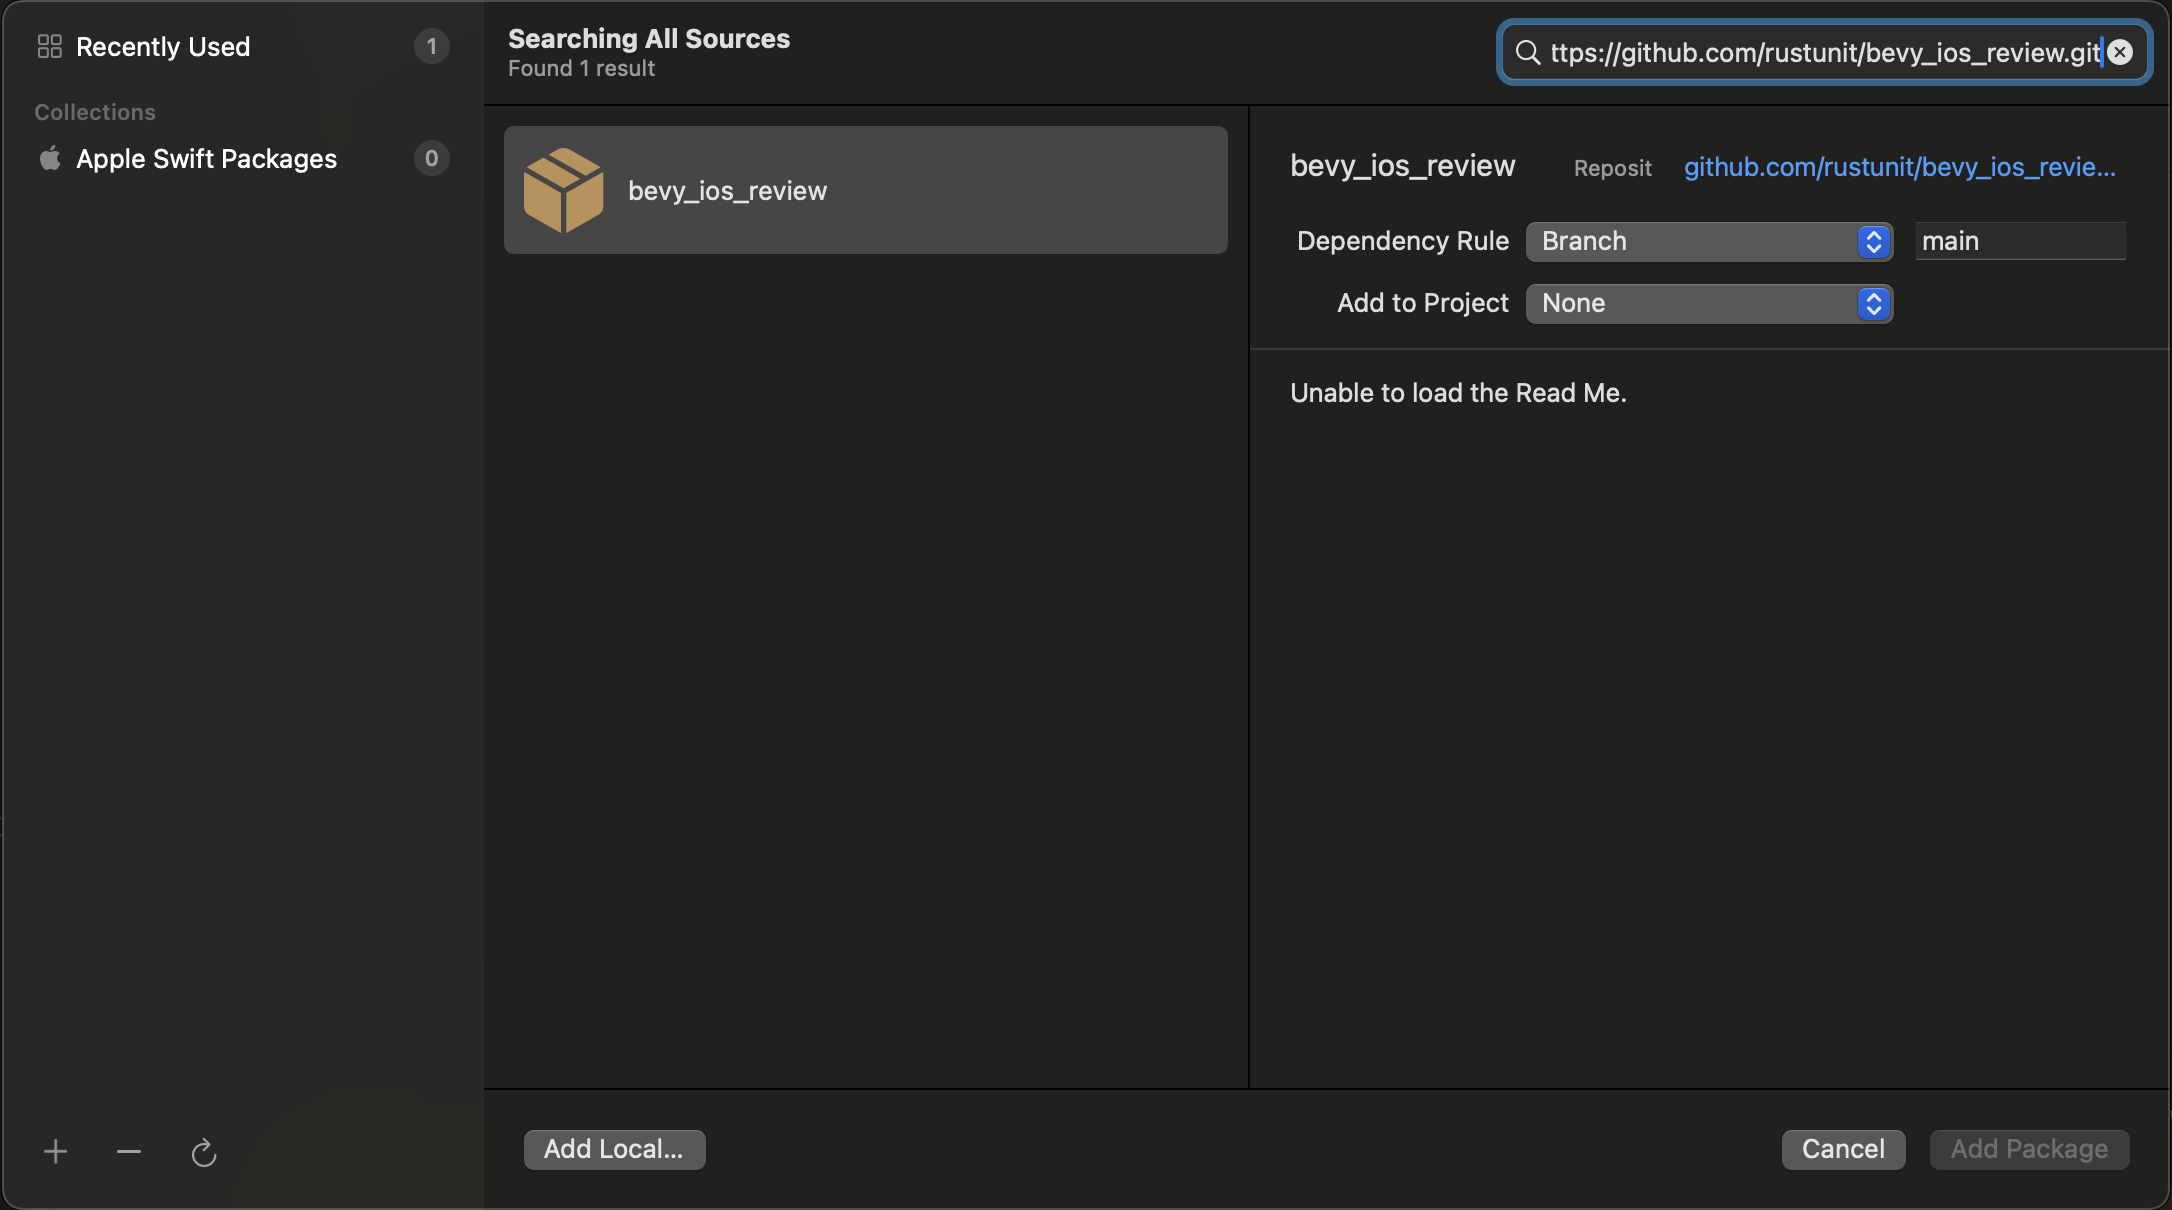 Recently Used
1
Collections
Apple Swift Packages
0
Searching All Sources
Found 1 result
ttps://github.com/rustunit/bevy_ios_review.git
bevy_ios_review
bevy_ios_review
Reposit
github.com/rustunit/bevy_ios_revie...
Dependency Rule
Branch
main
Add to Project
None
Unable to load the Read Me.
Add Local...
Cancel
Add Package